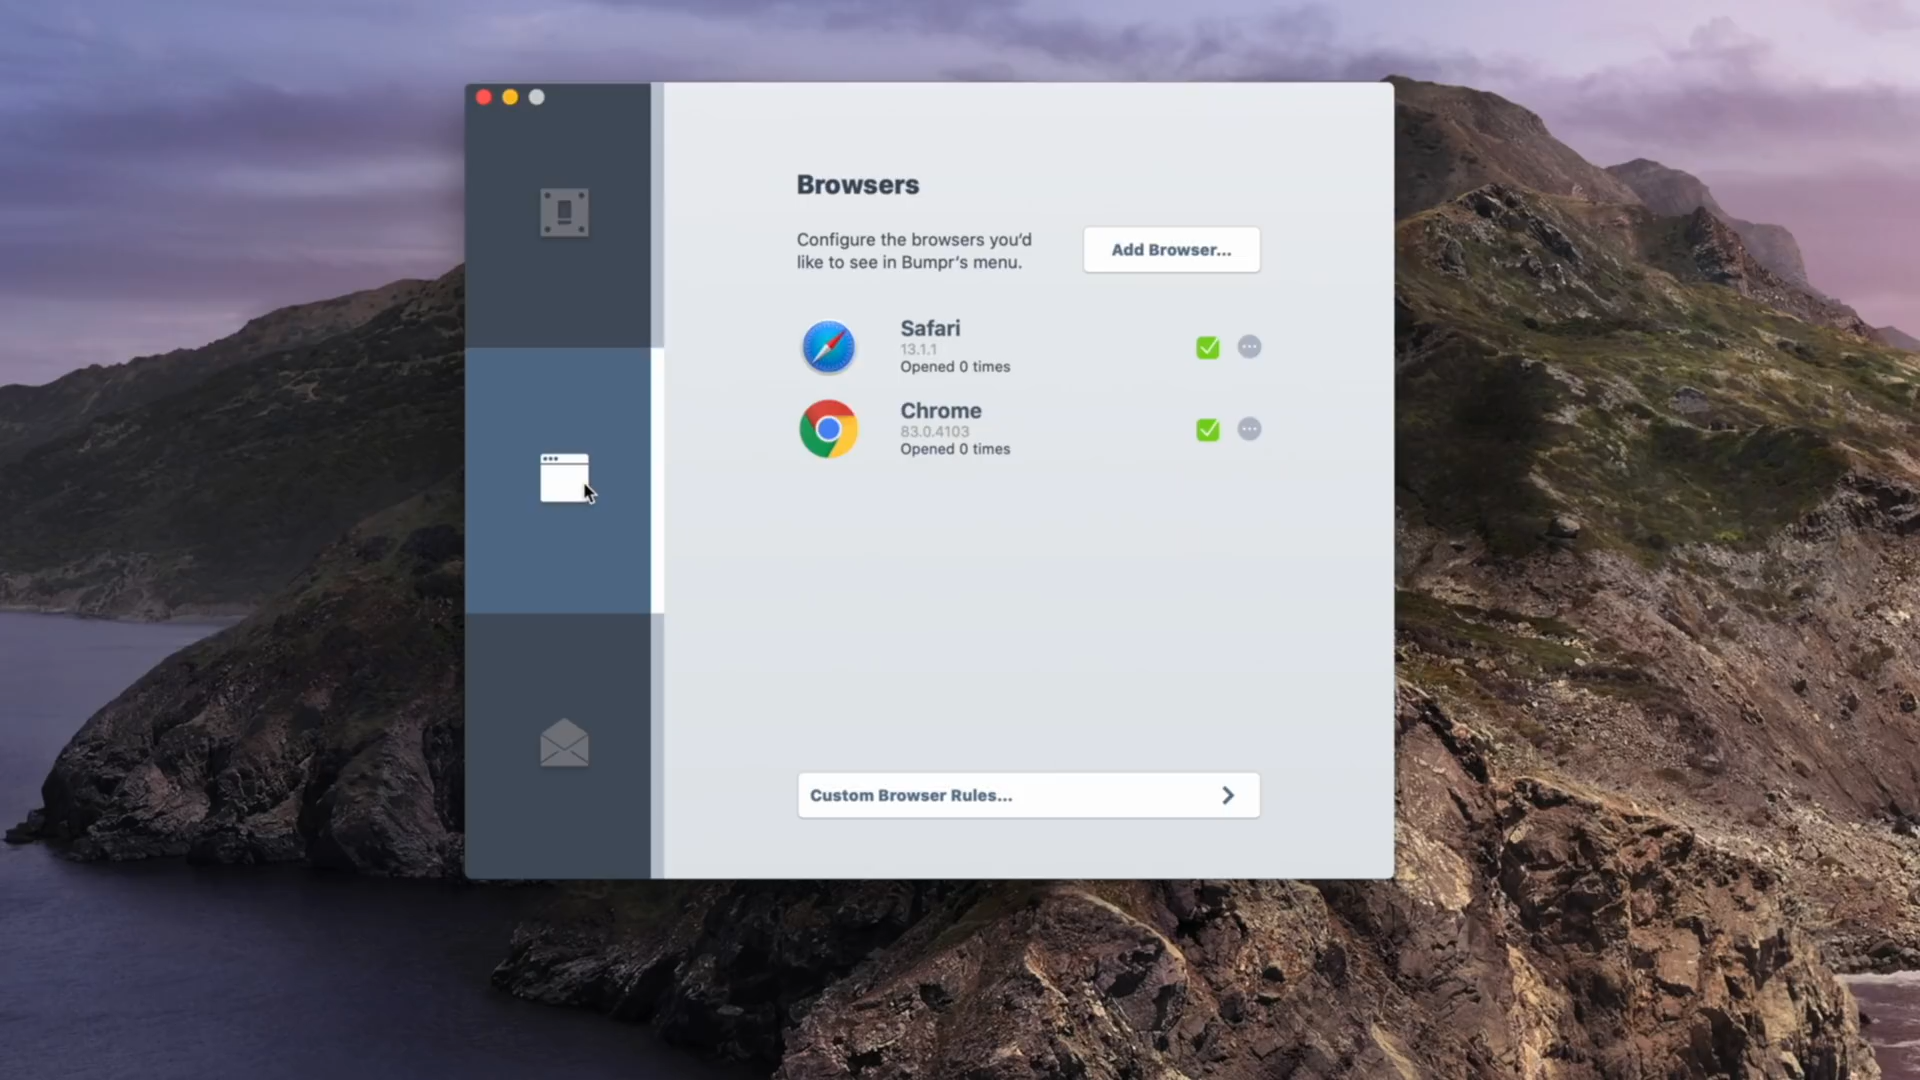 Browsers
Configure the browsers you'd
like to see in Bumpr's menu.
Add Browser...
Safari
13.1.1
Opened 0 times
Chrome
83.0.4103
Opened 0 times
Custom Browser Rules...